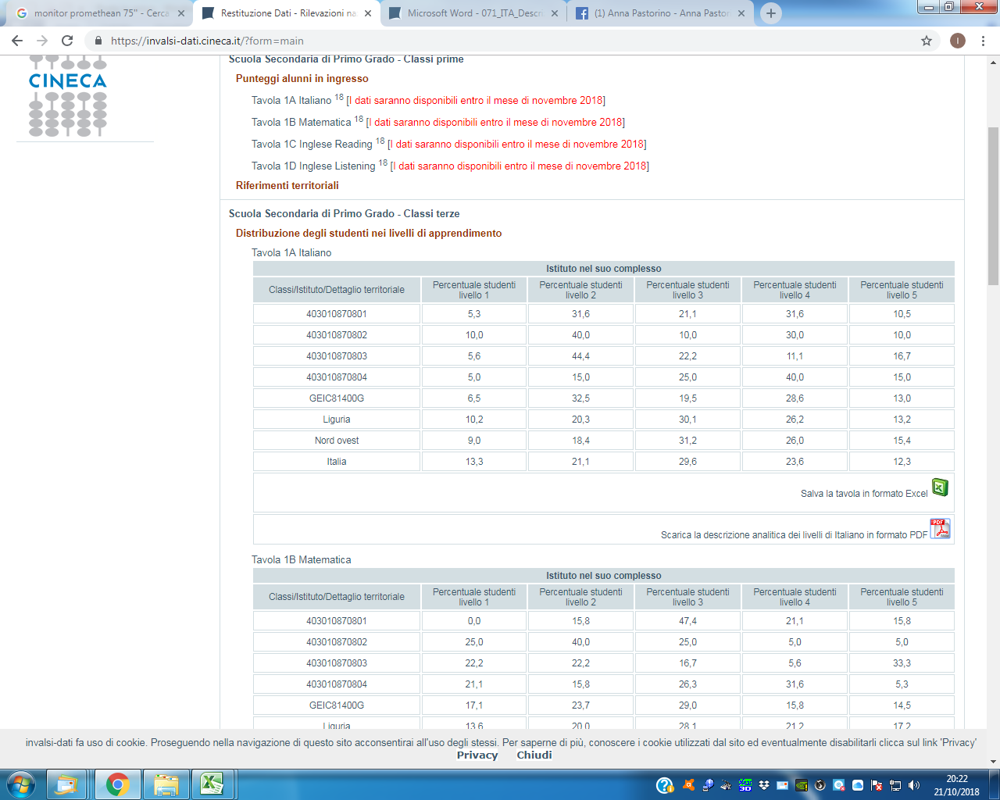 monitor promethean 75" - Cerca
Restituzione Dati - Rilevazioni na
Microsoft Word - 071_ITA_Descri
(1) Anna Pastorino - Anna Pastor
https://invalsi-dati.cineca.it/?form=main
I
CINECA
Scuola Secondaria di Primo Grado - Classi prime
Punteggi alunni in ingresso
Tavola 1A Italiano 18 [I dati saranno disponibili entro il mese di novembre 2018]
Tavola 1B Matematica 18 [I dati saranno disponibili entro il mese di novembre 2018]
Tavola 1C Inglese Reading 18 [I dati saranno disponibili entro il mese di novembre 2018]
Tavola 1D Inglese Listening 18 [I dati saranno disponibili entro il mese di novembre 2018]
Riferimenti territoriali
Scuola Secondaria di Primo Grado - Classi terze
Distribuzione degli studenti nei livelli di apprendimento
Tavola 1A Italiano
Istituto nel suo complesso
Classi/Istituto/Dettaglio territoriale Percentuale studenti livello 1 Percentuale studenti livello 2 Percentuale studenti livello 3 Percentuale studenti livello 4 Percentuale studenti livello 5
403010870801 5,3 31,6 21,1 31,6 10,5
403010870802 10,0 40,0 10,0 30,0 10,0
403010870803 5,6 44,4 22,2 11,1 16,7
403010870804 5,0 15,0 25,0 40,0 15,0
GEIC81400G 6,5 32,5 19,5 28,6 13,0
Liguria 10,2 20,3 30,1 26,2 13,2
Nord ovest 9,0 18,4 31,2 26,0 15,4
Italia 13,3 21,1 29,6 23,6 12,3
Salva la tavola in formato Excel
Scarica la descrizione analitica dei livelli di Italiano in formato PDF
Tavola 1B Matematica
Istituto nel suo complesso
Classi/Istituto/Dettaglio territoriale Percentuale studenti livello 1 Percentuale studenti livello 2 Percentuale studenti livello 3 Percentuale studenti livello 4 Percentuale studenti livello 5
403010870801 0,0 15,8 47,4 21,1 15,8
403010870802 25,0 40,0 25,0 5,0 5,0
403010870803 22,2 22,2 16,7 5,6 33,3
403010870804 21,1 15,8 26,3 31,6 5,3
GEIC81400G 17,1 23,7 29,0 15,8 14,5
Liguria 13,6 20,0 28,1 21,2 17,2
invalsi-dati fa uso di cookie. Proseguendo nella navigazione di questo sito acconsentirai all'uso degli stessi. Per saperne di più, conoscere i cookie utilizzati dal sito ed eventualmente disabilitarli clicca sul link 'Privacy'
Privacy Chiudi
20:22
21/10/2018